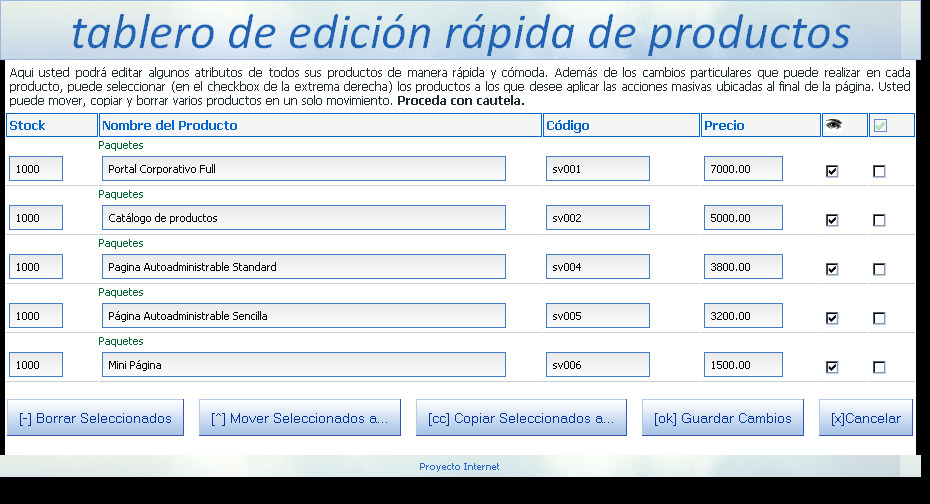 tablero de edición rápida de productos
Aqui usted podrá editar algunos atributos de todos sus productos de manera rápida y cómoda. Además de los cambios particulares que puede realizar en cada
producto, puede seleccionar (en el checkbox de la extrema derecha) los productos a los que desee aplicar las acciones masivas ubicadas al final de la página. Usted
puede mover, copiar y borrar varios productos en un solo movimiento. Proceda con cautela.
Stock Nombre del Producto Código Precio
Paquetes
1000 Portal Corporativo Full sv001 7000.00
Paquetes
1000 Catálogo de productos sv002 5000.00
Paquetes
1000 Pagina Autoadministrable Standard sv004 3800.00
Paquetes
1000 Página Autoadministrable Sencilla sv005 3200.00
Paquetes
1000 Mini Página sv006 1500.00
[-] Borrar Seleccionados [^] Mover Seleccionados a... [cc] Copiar Seleccionados a... [ok] Guardar Cambios [x]Cancelar
Proyecto Internet